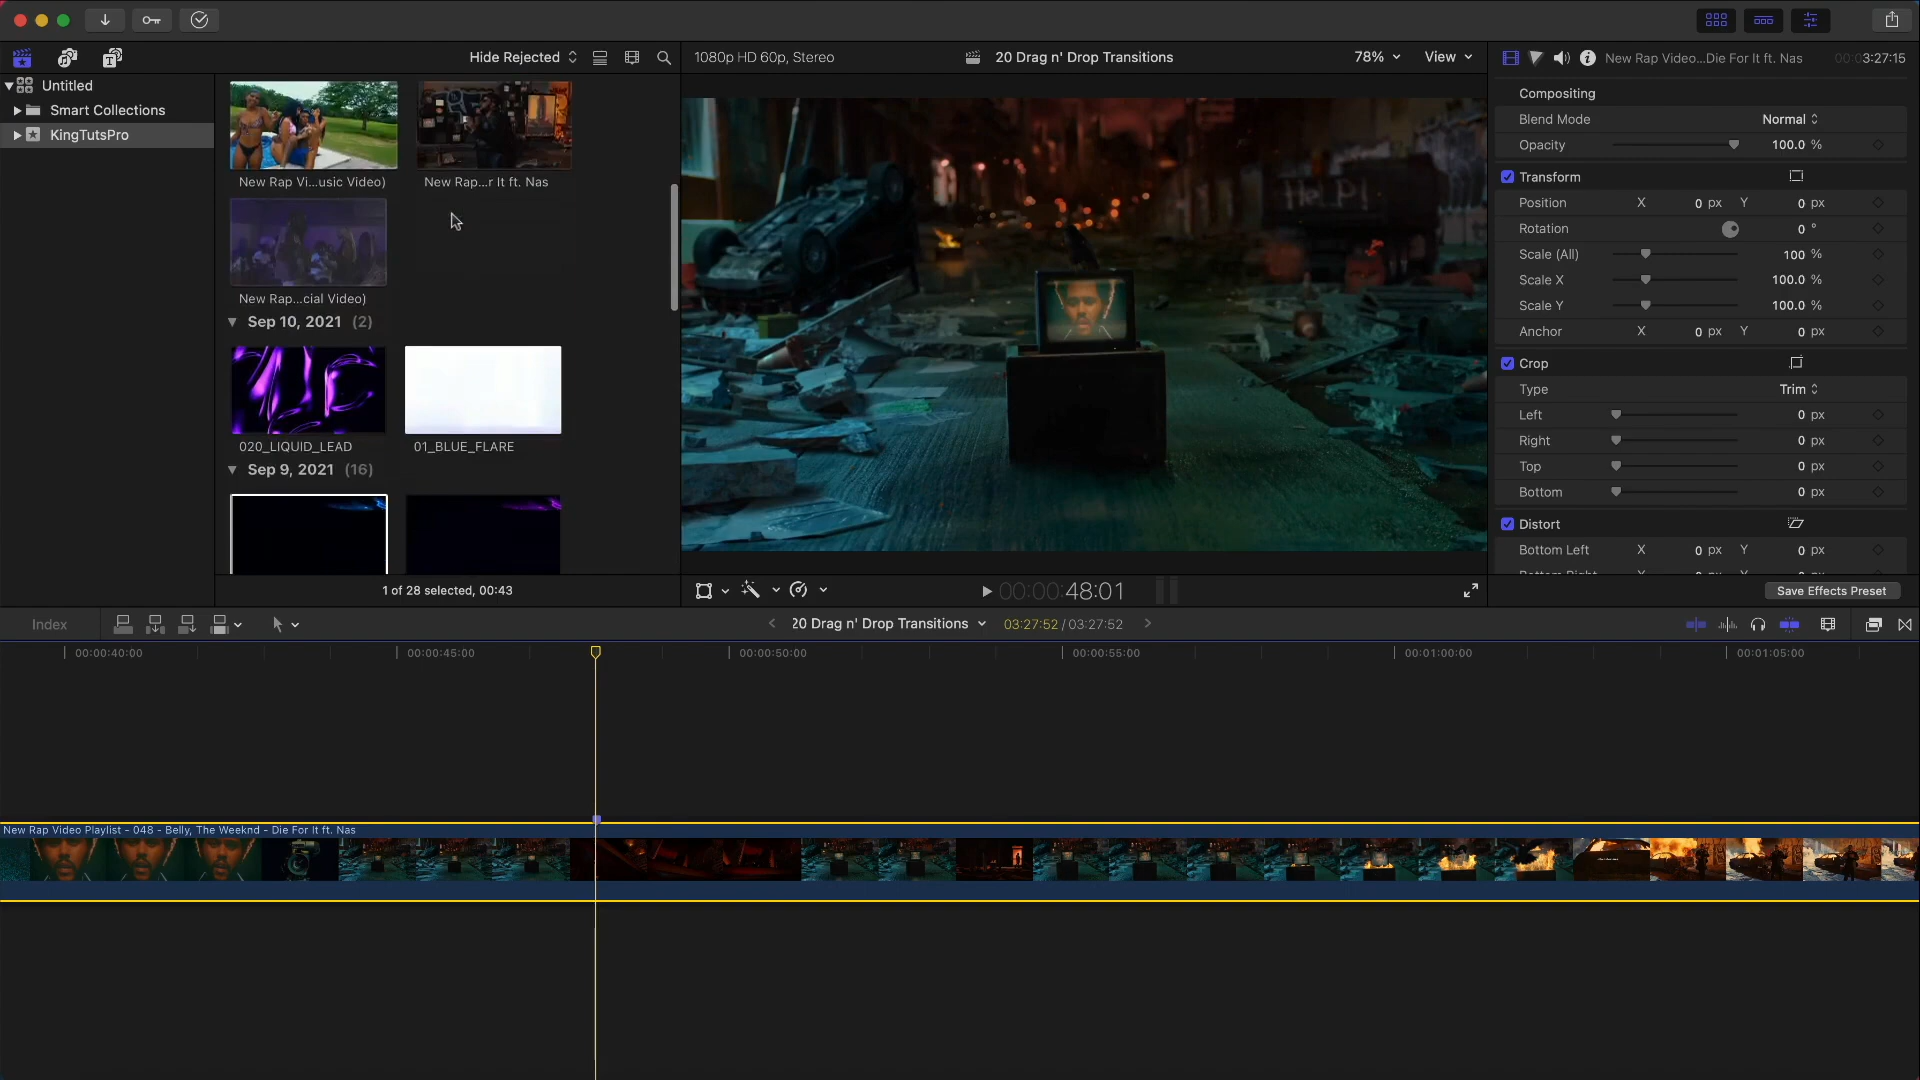 Hide Rejected
1080p HD 60p, Stereo
20 Drag n' Drop Transitions
78%
View
New Rap Video...Die For It ft. Nas
00:03:27:15
Untitled
Smart Collections
KingTutsPro
New Rap Vi...usic Video)
New Rap...r It ft. Nas
New Rap...cial Video)
Sep 10, 2021 (2)
020_LIQUID_LEAD
01_BLUE_FLARE
Sep 9, 2021 (16)
1 of 28 selected, 00:43
HELP!
Compositing
Blend Mode
Normal
Opacity
100.0 %
Transform
Position X 0 px Y 0 px
Rotation 0 °
Scale (All) 100 %
Scale X 100.0 %
Scale Y 100.0 %
Anchor X 0 px Y 0 px
Crop
Type Trim
Left 0 px
Right 0 px
Top 0 px
Bottom 0 px
Distort
Bottom Left X 0 px Y 0 px
00:00:48:01
Save Effects Preset
Index
20 Drag n' Drop Transitions
03:27:52 / 03:27:52
00:00:40:00
00:00:45:00
00:00:50:00
00:00:55:00
00:01:00:00
00:01:05:00
New Rap Video Playlist - 048 - Belly, The Weeknd - Die For It ft. Nas